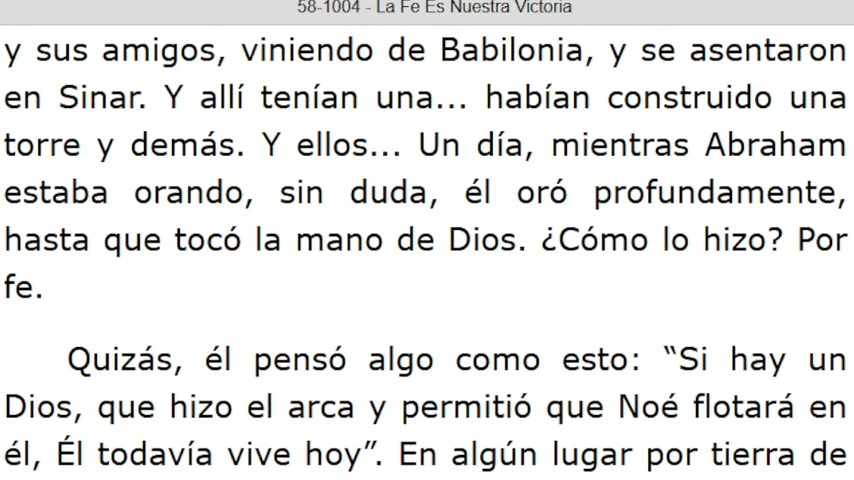 58-1004 - La Fe Es Nuestra Victoria
y sus amigos, viniendo de Babilonia, y se asentaron
en Sinar. Y allí tenían una... habían construido una
torre y demás. Y ellos... Un día, mientras Abraham
estaba orando, sin duda, él oró profundamente,
hasta que tocó la mano de Dios. ¿Cómo lo hizo? Por
fe.
Quizás, él pensó algo como esto: “Si hay un
Dios, que hizo el arca y permitió que Noé flotará en
él, Él todavía vive hoy”. En algún lugar por tierra de